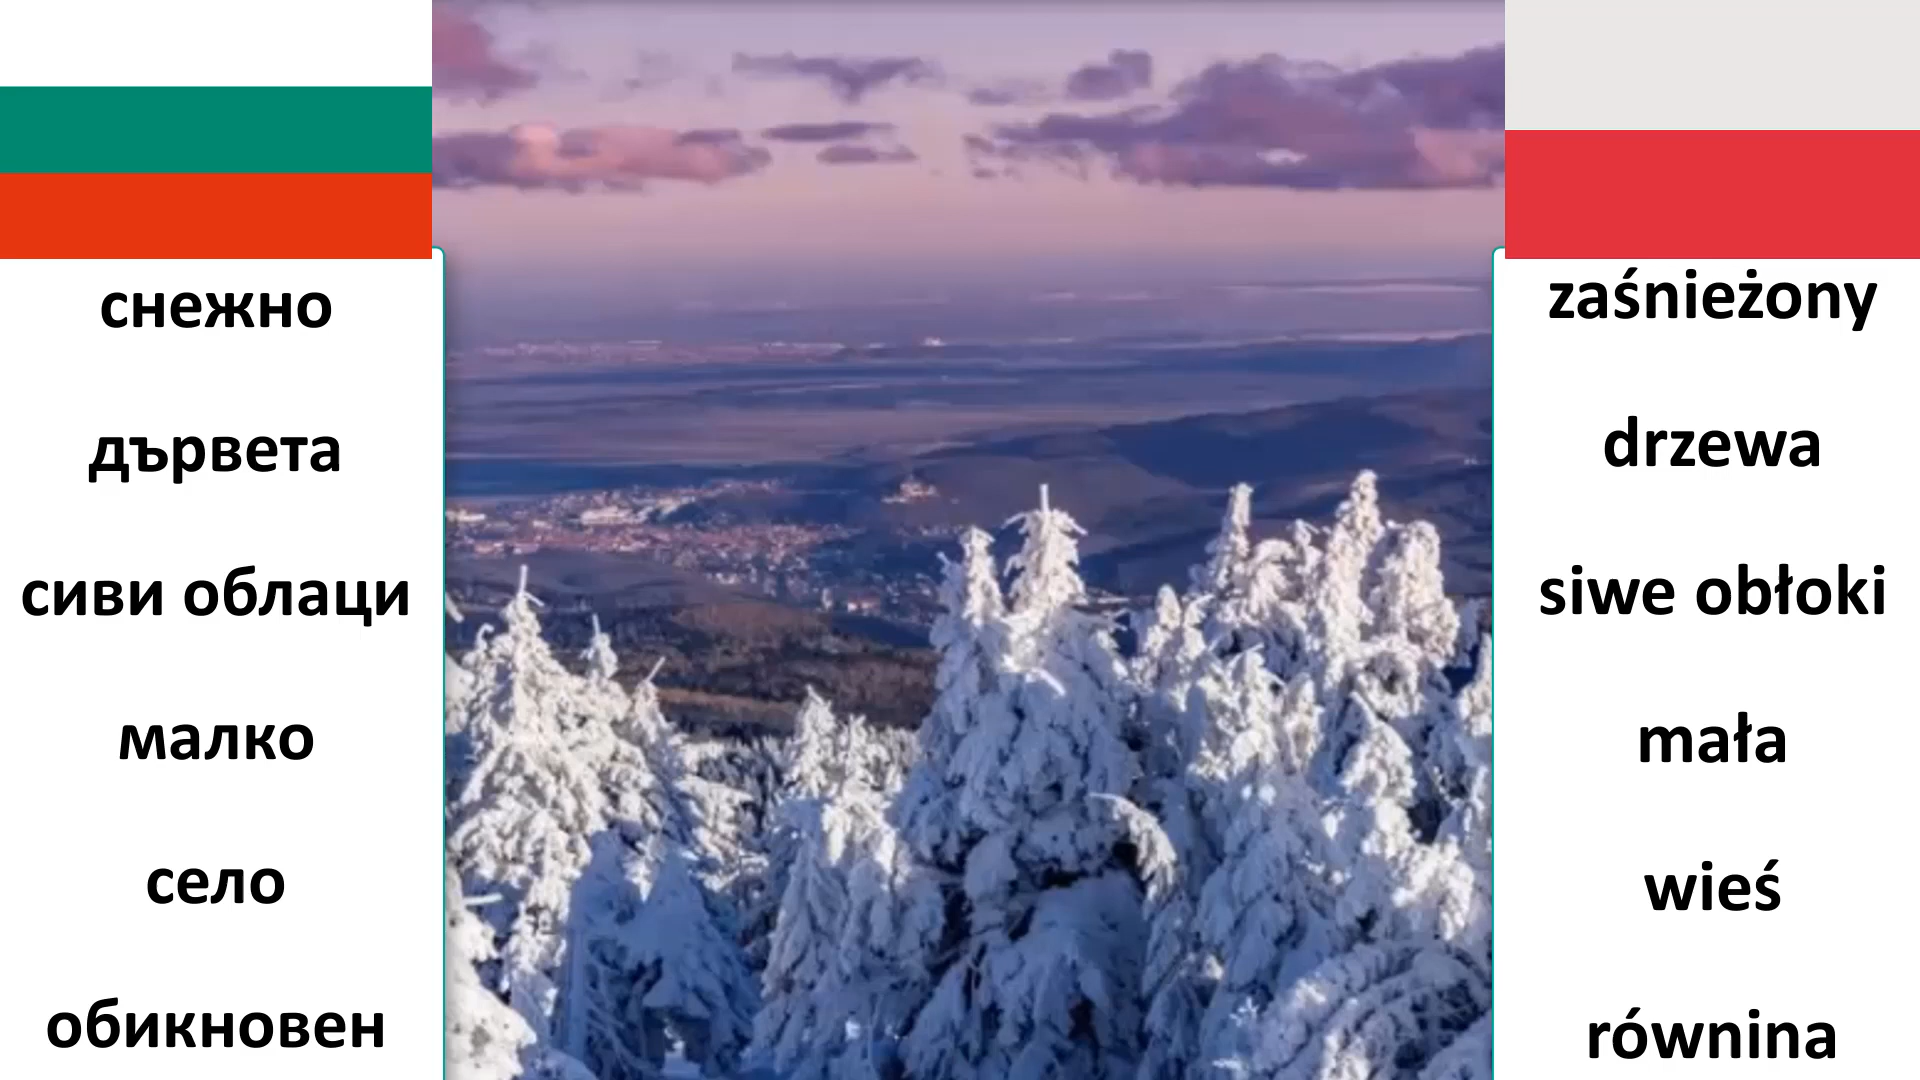 снежно
дървета
сиви облаци
малко
село
обикновен
zaśnieżony
drzewa
siwe obłoki
mała
wieś
równina